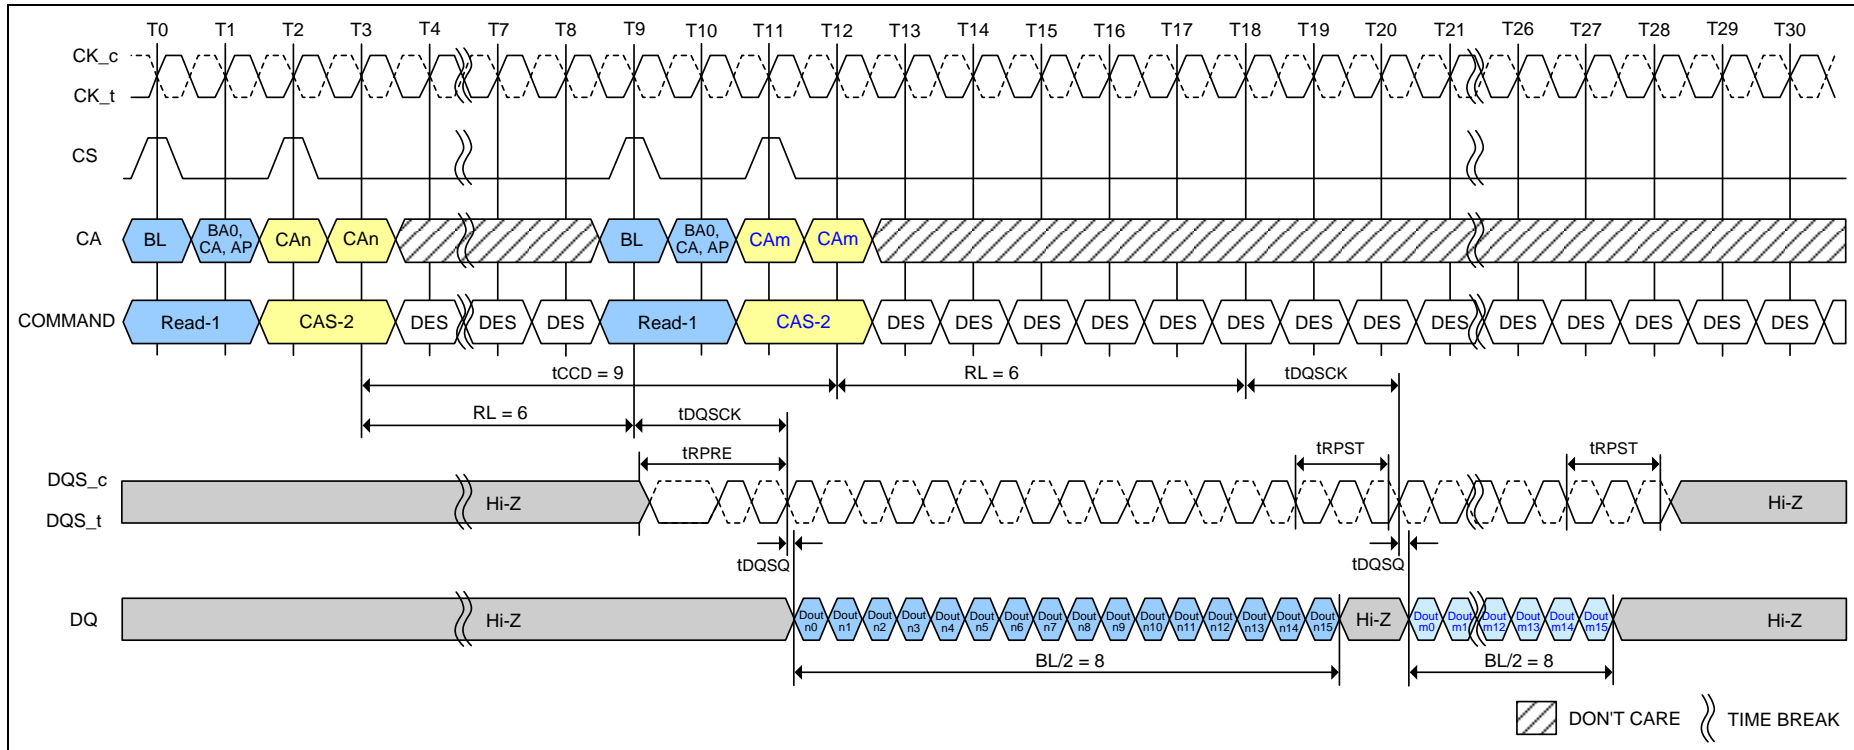 T0 T1 T2 T3 T4 T7 T8 T9 T10 T11 T12 T13 T14 T15 T16 T17 T18 T19 T20 T21 T26 T27 T28 T29 T30
CK_c
CK_t
CS
CA BL BA0, CA, AP CAn CAn BL BA0, CA, AP CAm CAm
COMMAND Read-1 CAS-2 DES DES DES Read-1 CAS-2 DES DES DES DES DES DES DES DES DES DES DES DES DES DES
tCCD = 9 RL = 6 tDQSCK
RL = 6 tDQSCK
tRPRE tRPST tRPST
DQS_c
DQS_t Hi-Z Hi-Z
tDQSQ tDQSQ
DQ Hi-Z Dout n0 Dout n1 Dout n2 Dout n3 Dout n4 Dout n5 Dout n6 Dout n7 Dout n8 Dout n9 Dout n10 Dout n11 Dout n12 Dout n13 Dout n14 Dout n15 Hi-Z Dout m0 Dout m1 Dout m12 Dout m13 Dout m14 Dout m15 Hi-Z
BL/2 = 8 BL/2 = 8
DON'T CARE TIME BREAK